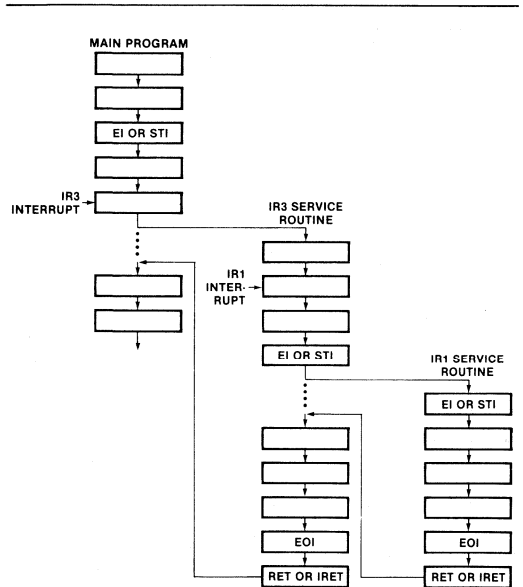 MAIN PROGRAM
EI OR STI
IR3
INTERRUPT
IR3 SERVICE
ROUTINE
IR1
INTER-
RUPT
EI OR STI
IR1 SERVICE
ROUTINE
EI OR STI
EOI
EOI
RET OR IRET
RET OR IRET